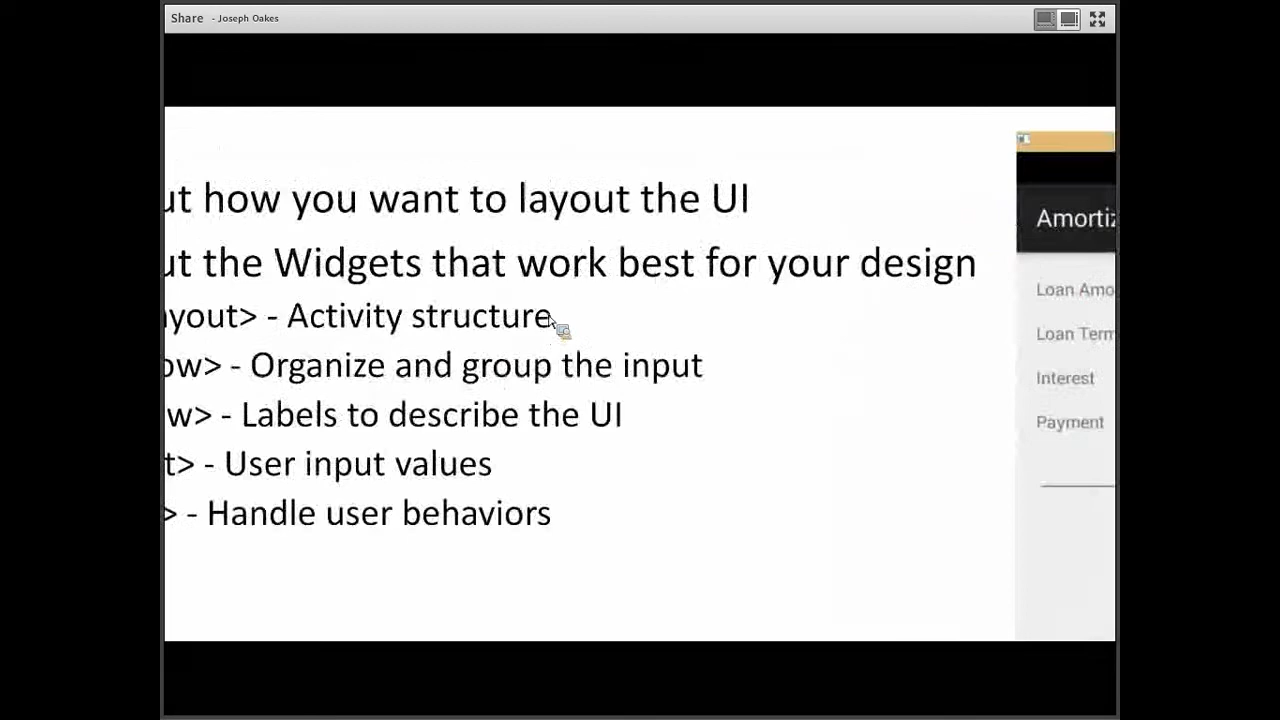 Share - Joseph Oakes
ut how you want to layout the UI
ut the Widgets that work best for your design
yout> - Activity structure
ow> - Organize and group the input
w> - Labels to describe the UI
t> - User input values
> - Handle user behaviors
Amortiz
Loan Amo
Loan Term
Interest
Payment